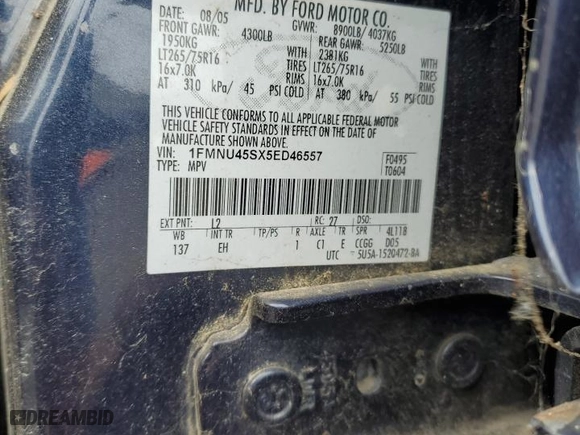 MFD. BY FORD MOTOR CO.
DATE: 08/05 GVWR: 8900LB/ 4037KG
FRONT GAWR: 4300LB REAR GAWR: 5250LB
1950KG 2381KG
LT265/75R16 TIRES LT265/75R16 TIRES
16x7.0K RIMS 16x7.0K RIMS
AT 310 kPa/ 45 PSI COLD AT 380 kPa/ 55 PSI COLD
THIS VEHICLE CONFORMS TO ALL APPLICABLE FEDERAL MOTOR
VEHICLE SAFETY STANDARDS IN EFFECT ON THE DATE OF
MANUFACTURE SHOWN ABOVE.
VIN: 1FMNU45SX5ED46557 F0495
TYPE: MPV T0604
EXT PNT: L2 RC: 27 DSO:
WB INT TR TP/PS R AXLE TR SPR 4L11B
137 EH 1 C1 E CCGG D05
UTC 5U5A-1520472-BA
DREAMBID